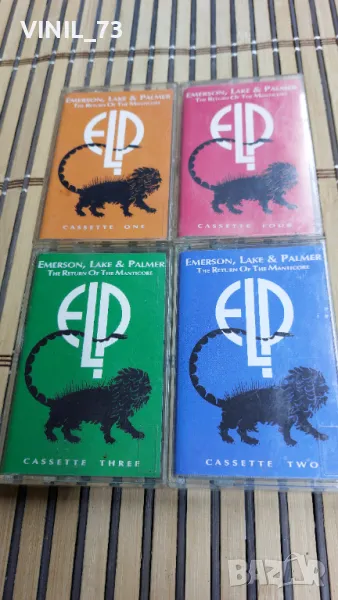 VINIL_73
EMERSON, LAKE & PALMER
THE RETURN OF THE MANTICORE
ELP
CASSETTE ONE
EMERSON, LAKE & PALMER
THE RETURN OF THE MANTICORE
ELP
CASSETTE FOUR
EMERSON, LAKE & PALMER
THE RETURN OF THE MANTICORE
ELP
CASSETTE THREE
EMERSON, LAKE & PALMER
THE RETURN OF THE MANTICORE
ELP
CASSETTE TWO
BAZAR